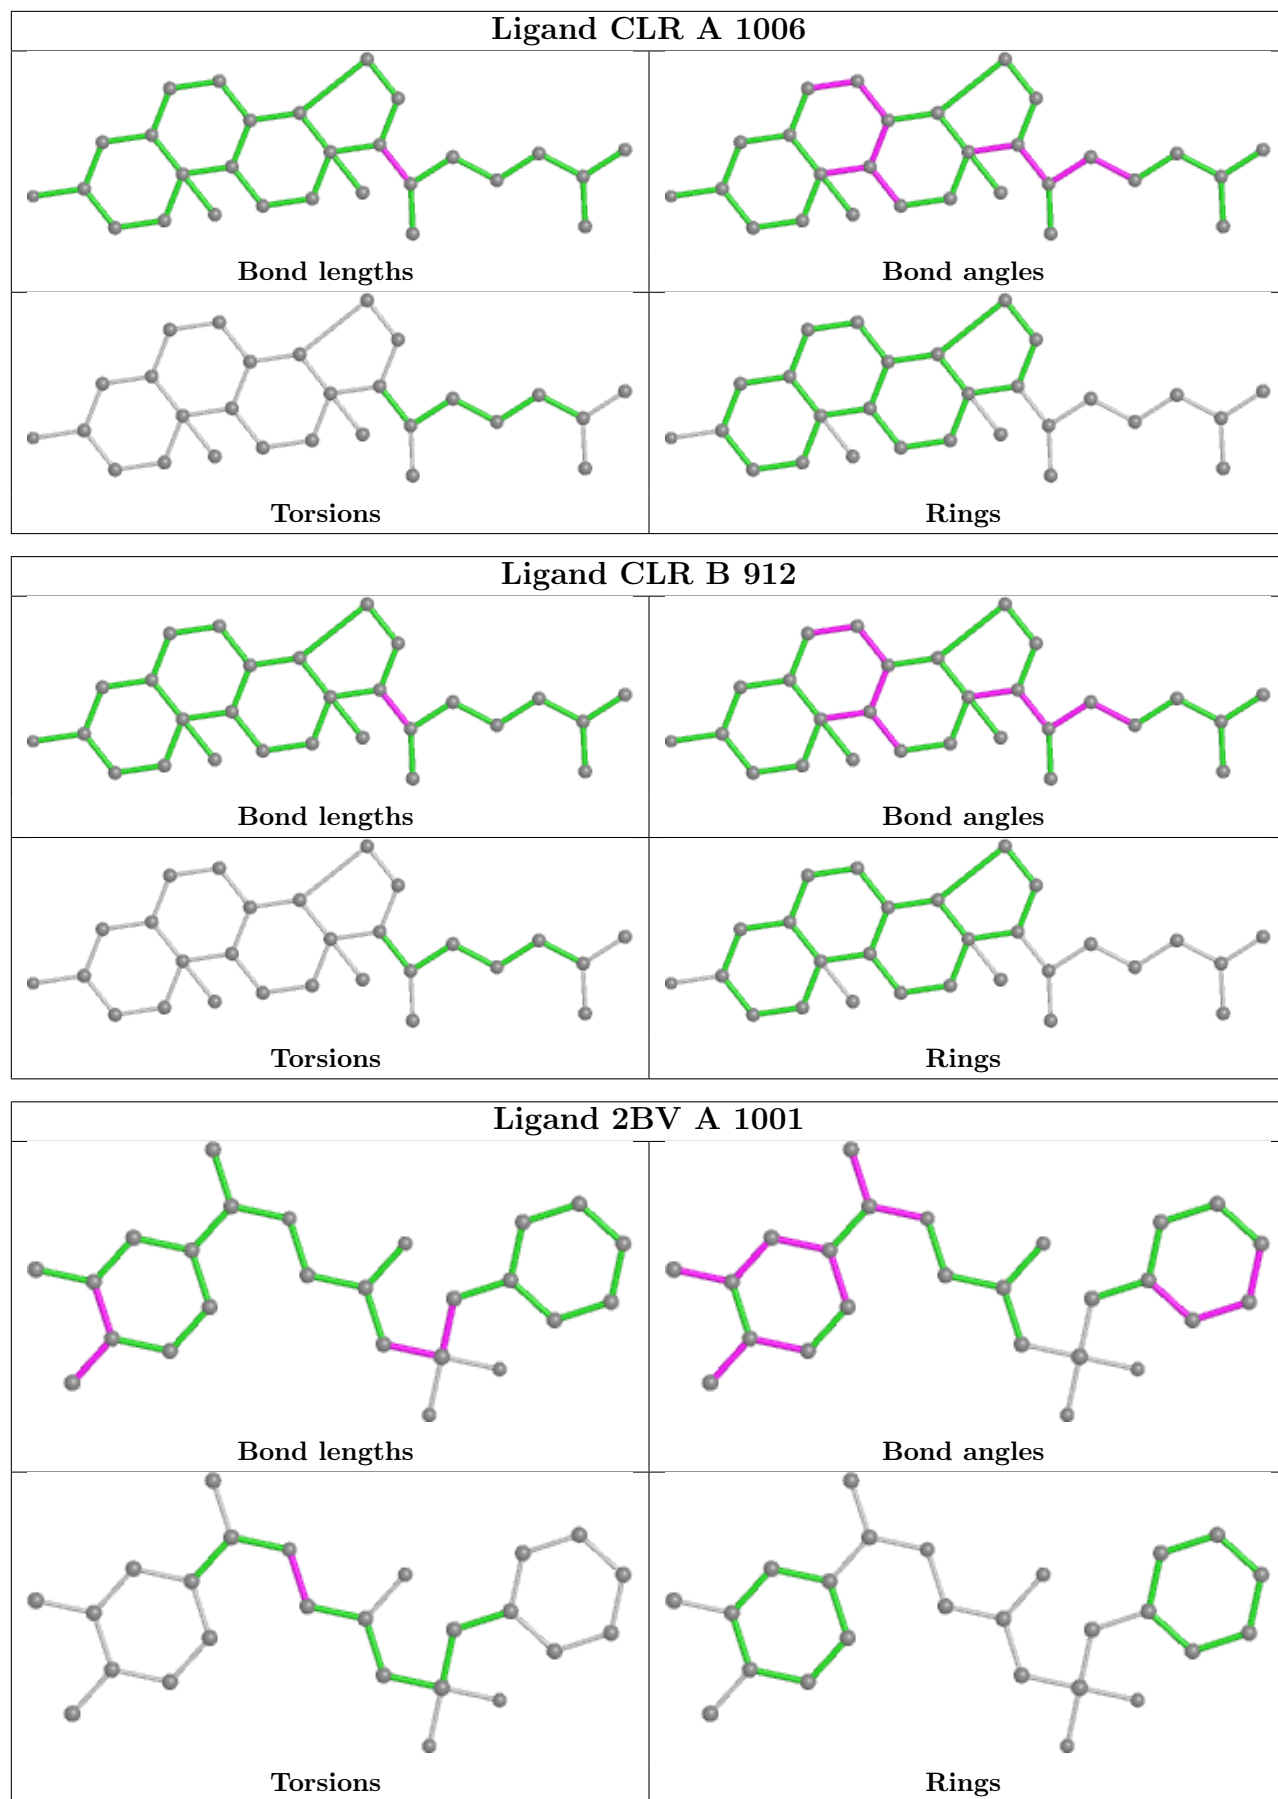 Ligand CLR A 1006
Bond lengths
Bond angles
Torsions
Rings
Ligand CLR B 912
Bond lengths
Bond angles
Torsions
Rings
Ligand 2BV A 1001
Bond lengths
Bond angles
Torsions
Rings